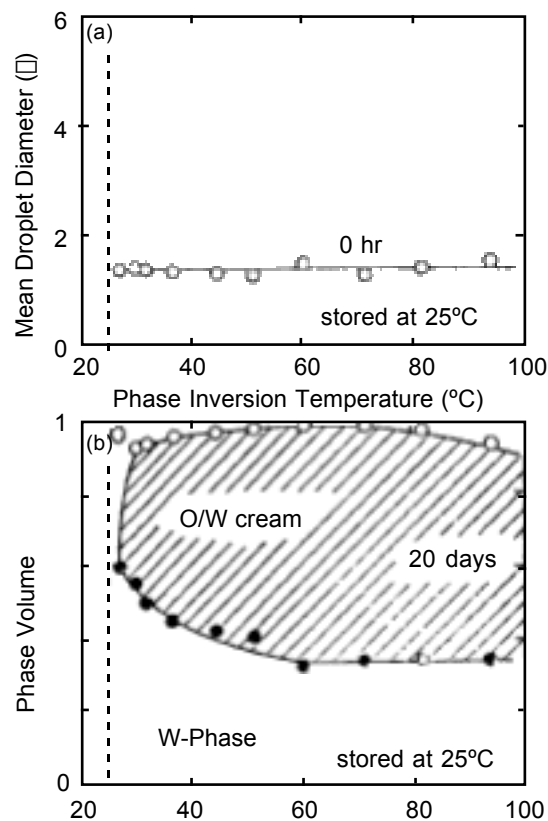 6
(a)
4
2
0
Mean Droplet Diameter (□)
0 hr
stored at 25ºC
20 40 60 80 100
Phase Inversion Temperature (ºC)
1
(b)
0
Phase Volume
O/W cream
20 days
W-Phase
stored at 25ºC
20 40 60 80 100